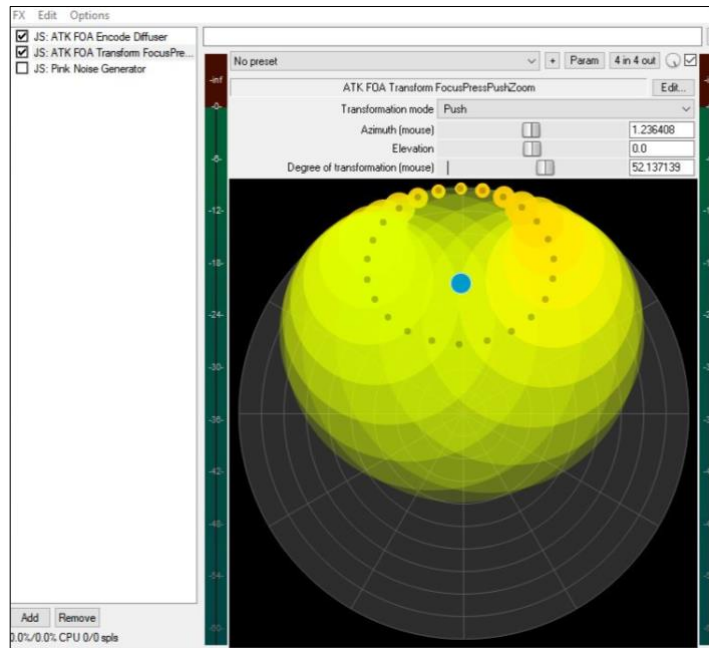 FX Edit Options
JS: ATK FOA Encode Diffuser
JS: ATK FOA Transform FocusPre...
JS: Pink Noise Generator
No preset + Param 4 in 4 out
ATK FOA Transform FocusPressPushZoom Edit...
Transformation mode Push
Azimuth (mouse) 1.236408
Elevation 0.0
Degree of transformation (mouse) 52.137139
-inf
-0-
-6-
-12-
-18-
-24-
-30-
-36-
-42-
-48-
-54-
-60-
Add Remove
0.0%/0.0% CPU 0/0 spls